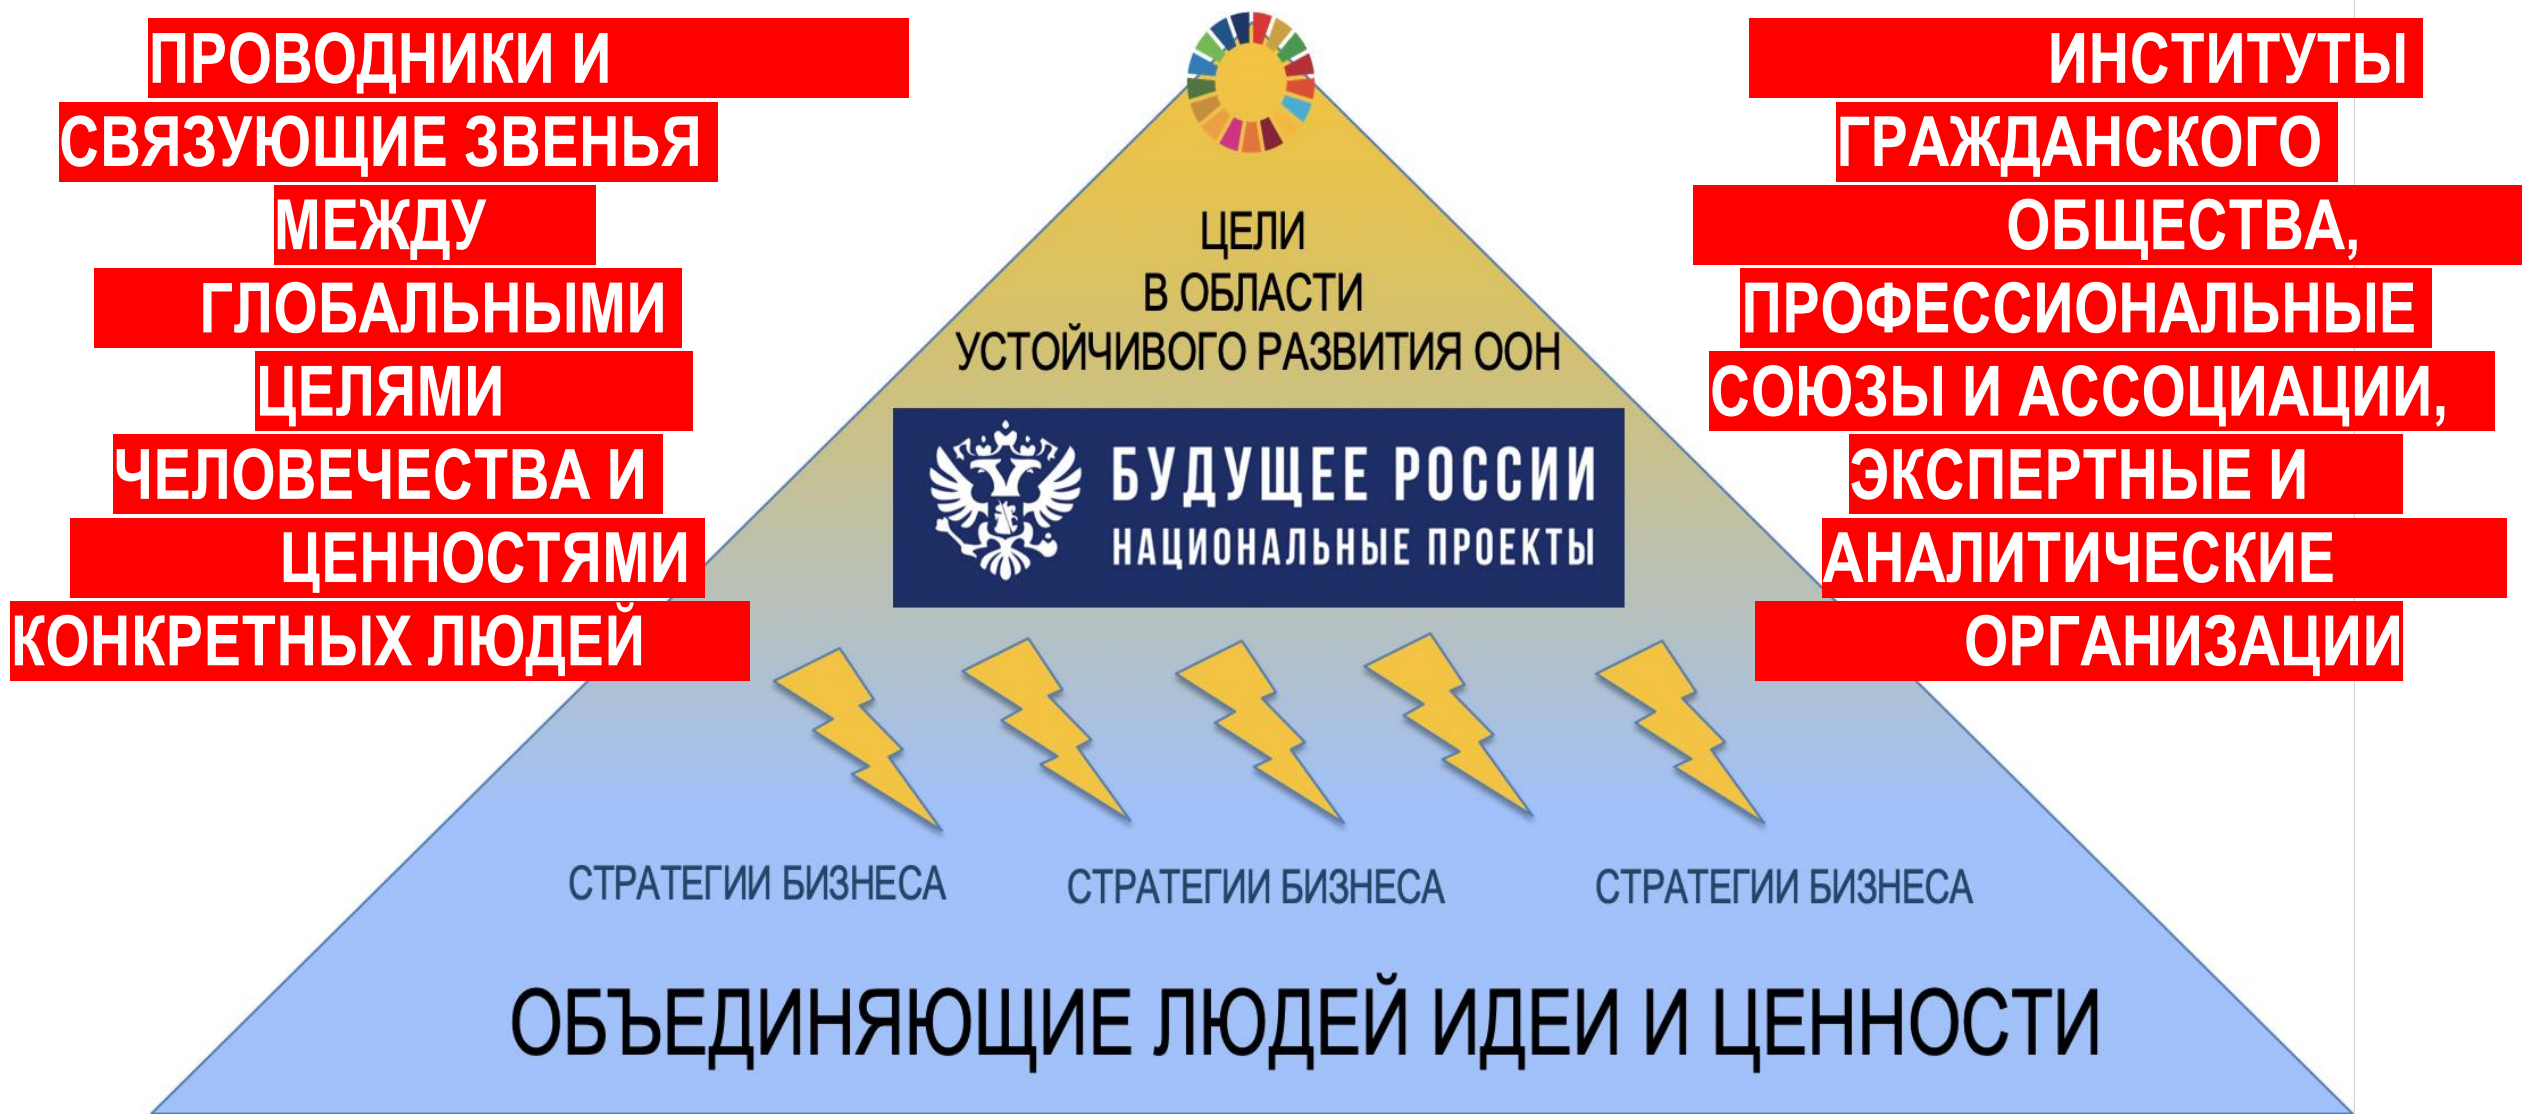 ПРОВОДНИКИ И
СВЯЗУЮЩИЕ ЗВЕНЬЯ
МЕЖДУ
ГЛОБАЛЬНЫМИ
ЦЕЛЯМИ
ЧЕЛОВЕЧЕСТВА И
ЦЕННОСТЯМИ
КОНКРЕТНЫХ ЛЮДЕЙ
ЦЕЛИ
В ОБЛАСТИ
УСТОЙЧИВОГО РАЗВИТИЯ ООН
БУДУЩЕЕ РОССИИ
НАЦИОНАЛЬНЫЕ ПРОЕКТЫ
ИНСТИТУТЫ
ГРАЖДАНСКОГО
ОБЩЕСТВА,
ПРОФЕССИОНАЛЬНЫЕ
СОЮЗЫ И АССОЦИАЦИИ,
ЭКСПЕРТНЫЕ И
АНАЛИТИЧЕСКИЕ
ОРГАНИЗАЦИИ
СТРАТЕГИИ БИЗНЕСА
СТРАТЕГИИ БИЗНЕСА
СТРАТЕГИИ БИЗНЕСА
ОБЪЕДИНЯЮЩИЕ ЛЮДЕЙ ИДЕИ И ЦЕННОСТИ